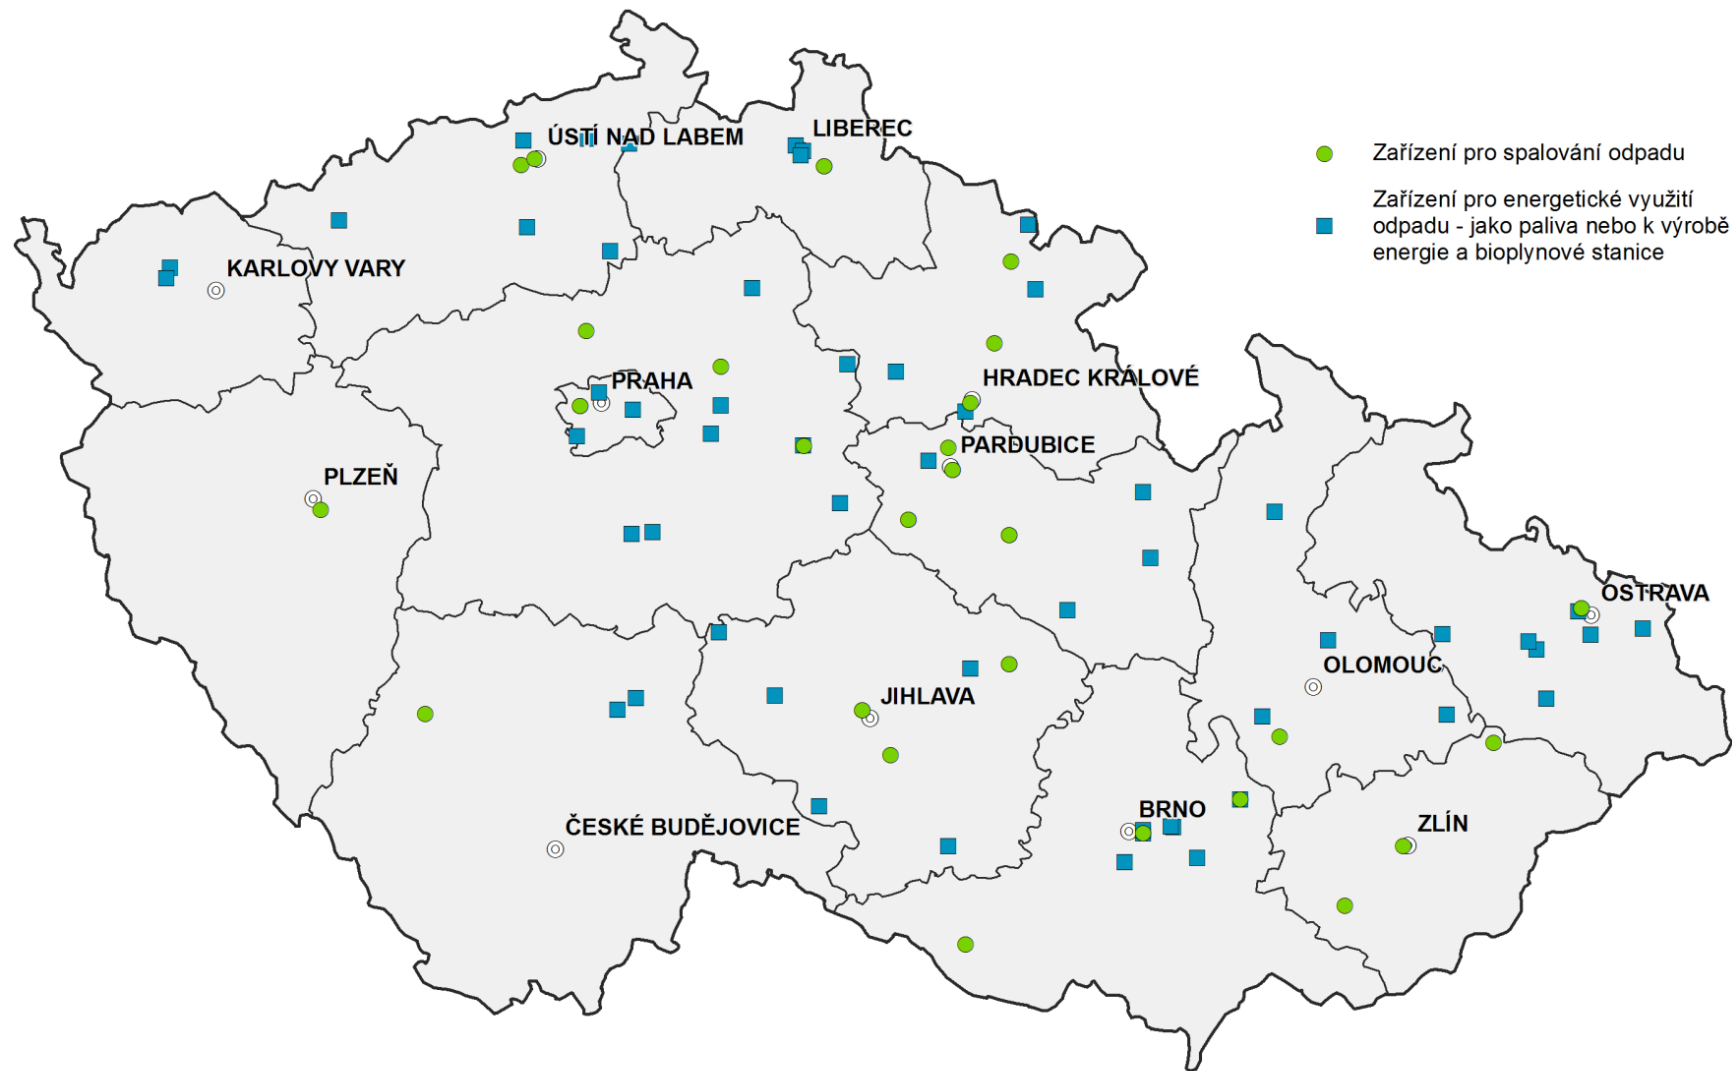 ÚSTÍ NAD LABEM
LIBEREC
Zařízení pro spalování odpadu
Zařízení pro energetické využití
odpadu - jako paliva nebo k výrobě
energie a bioplynové stanice
KARLOVY VARY
PRAHA
HRADEC KRÁLOVÉ
PARDUBICE
PLZEŇ
OSTRAVA
OLOMOUC
JIHLAVA
BRNO
ČESKÉ BUDĚJOVICE
ZLÍN